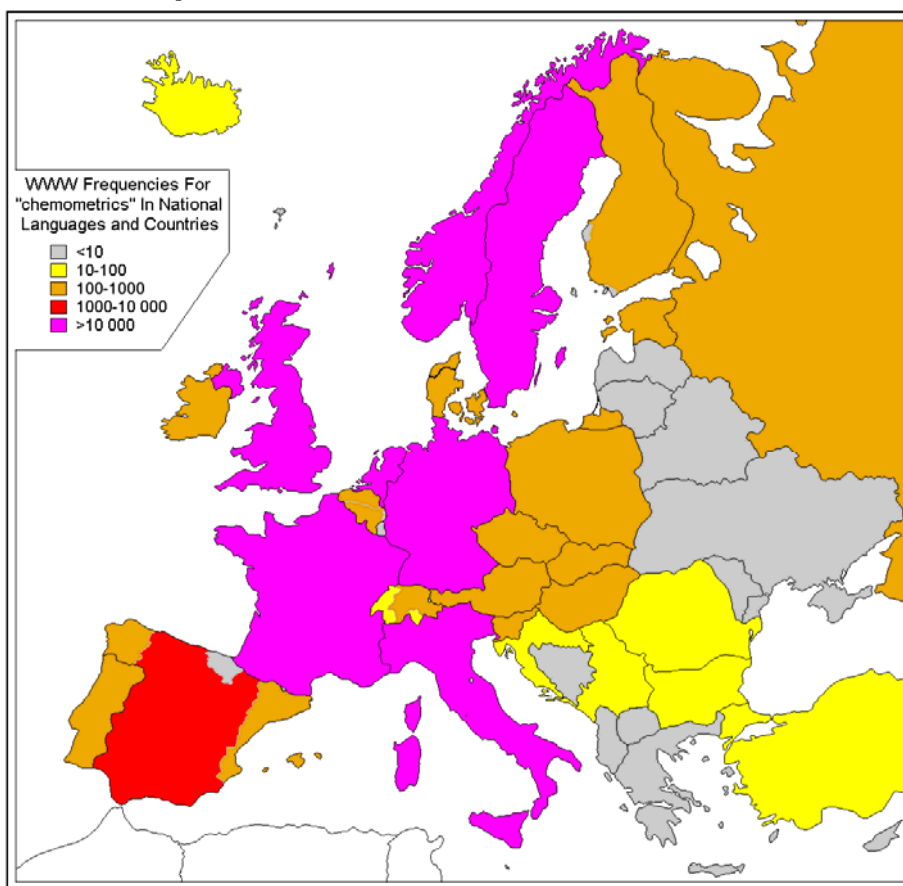 WWW Frequencies For
"chemometrics" In National
Languages and Countries
<10
10-100
100-1000
1000-10 000
>10 000